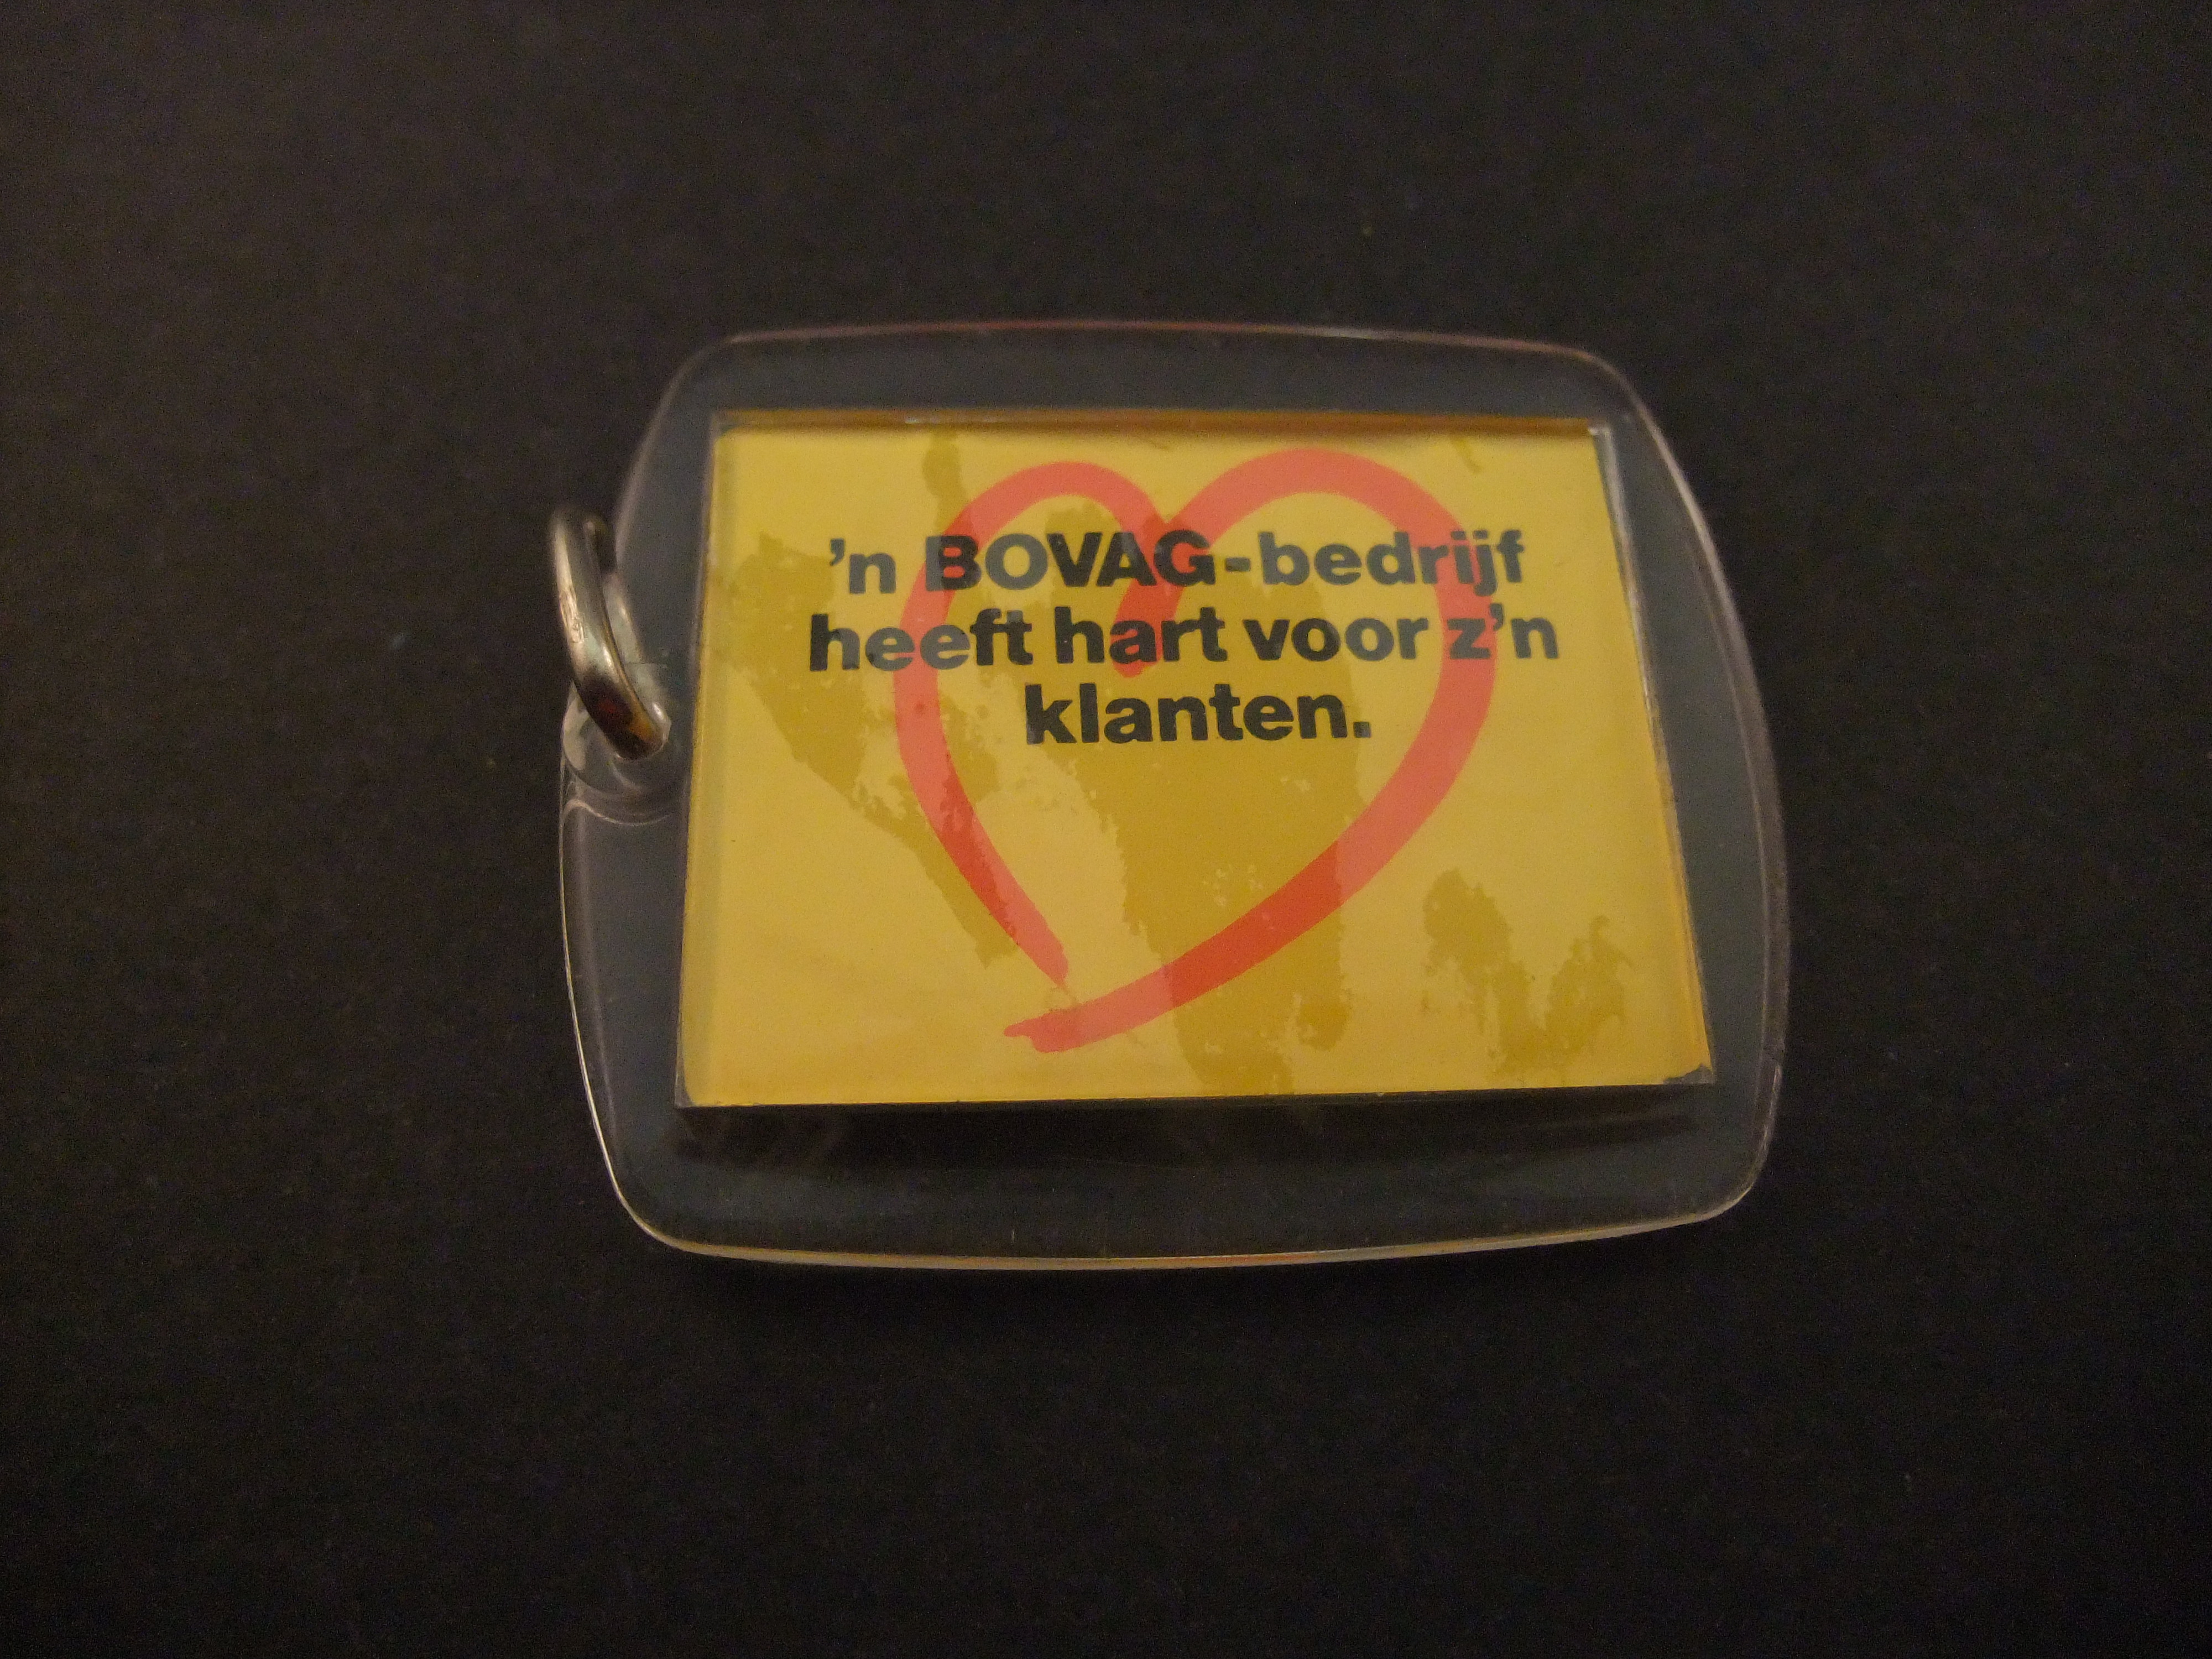 ’n BOVAG-bedrijf
heeft hart voor z’n
klanten.